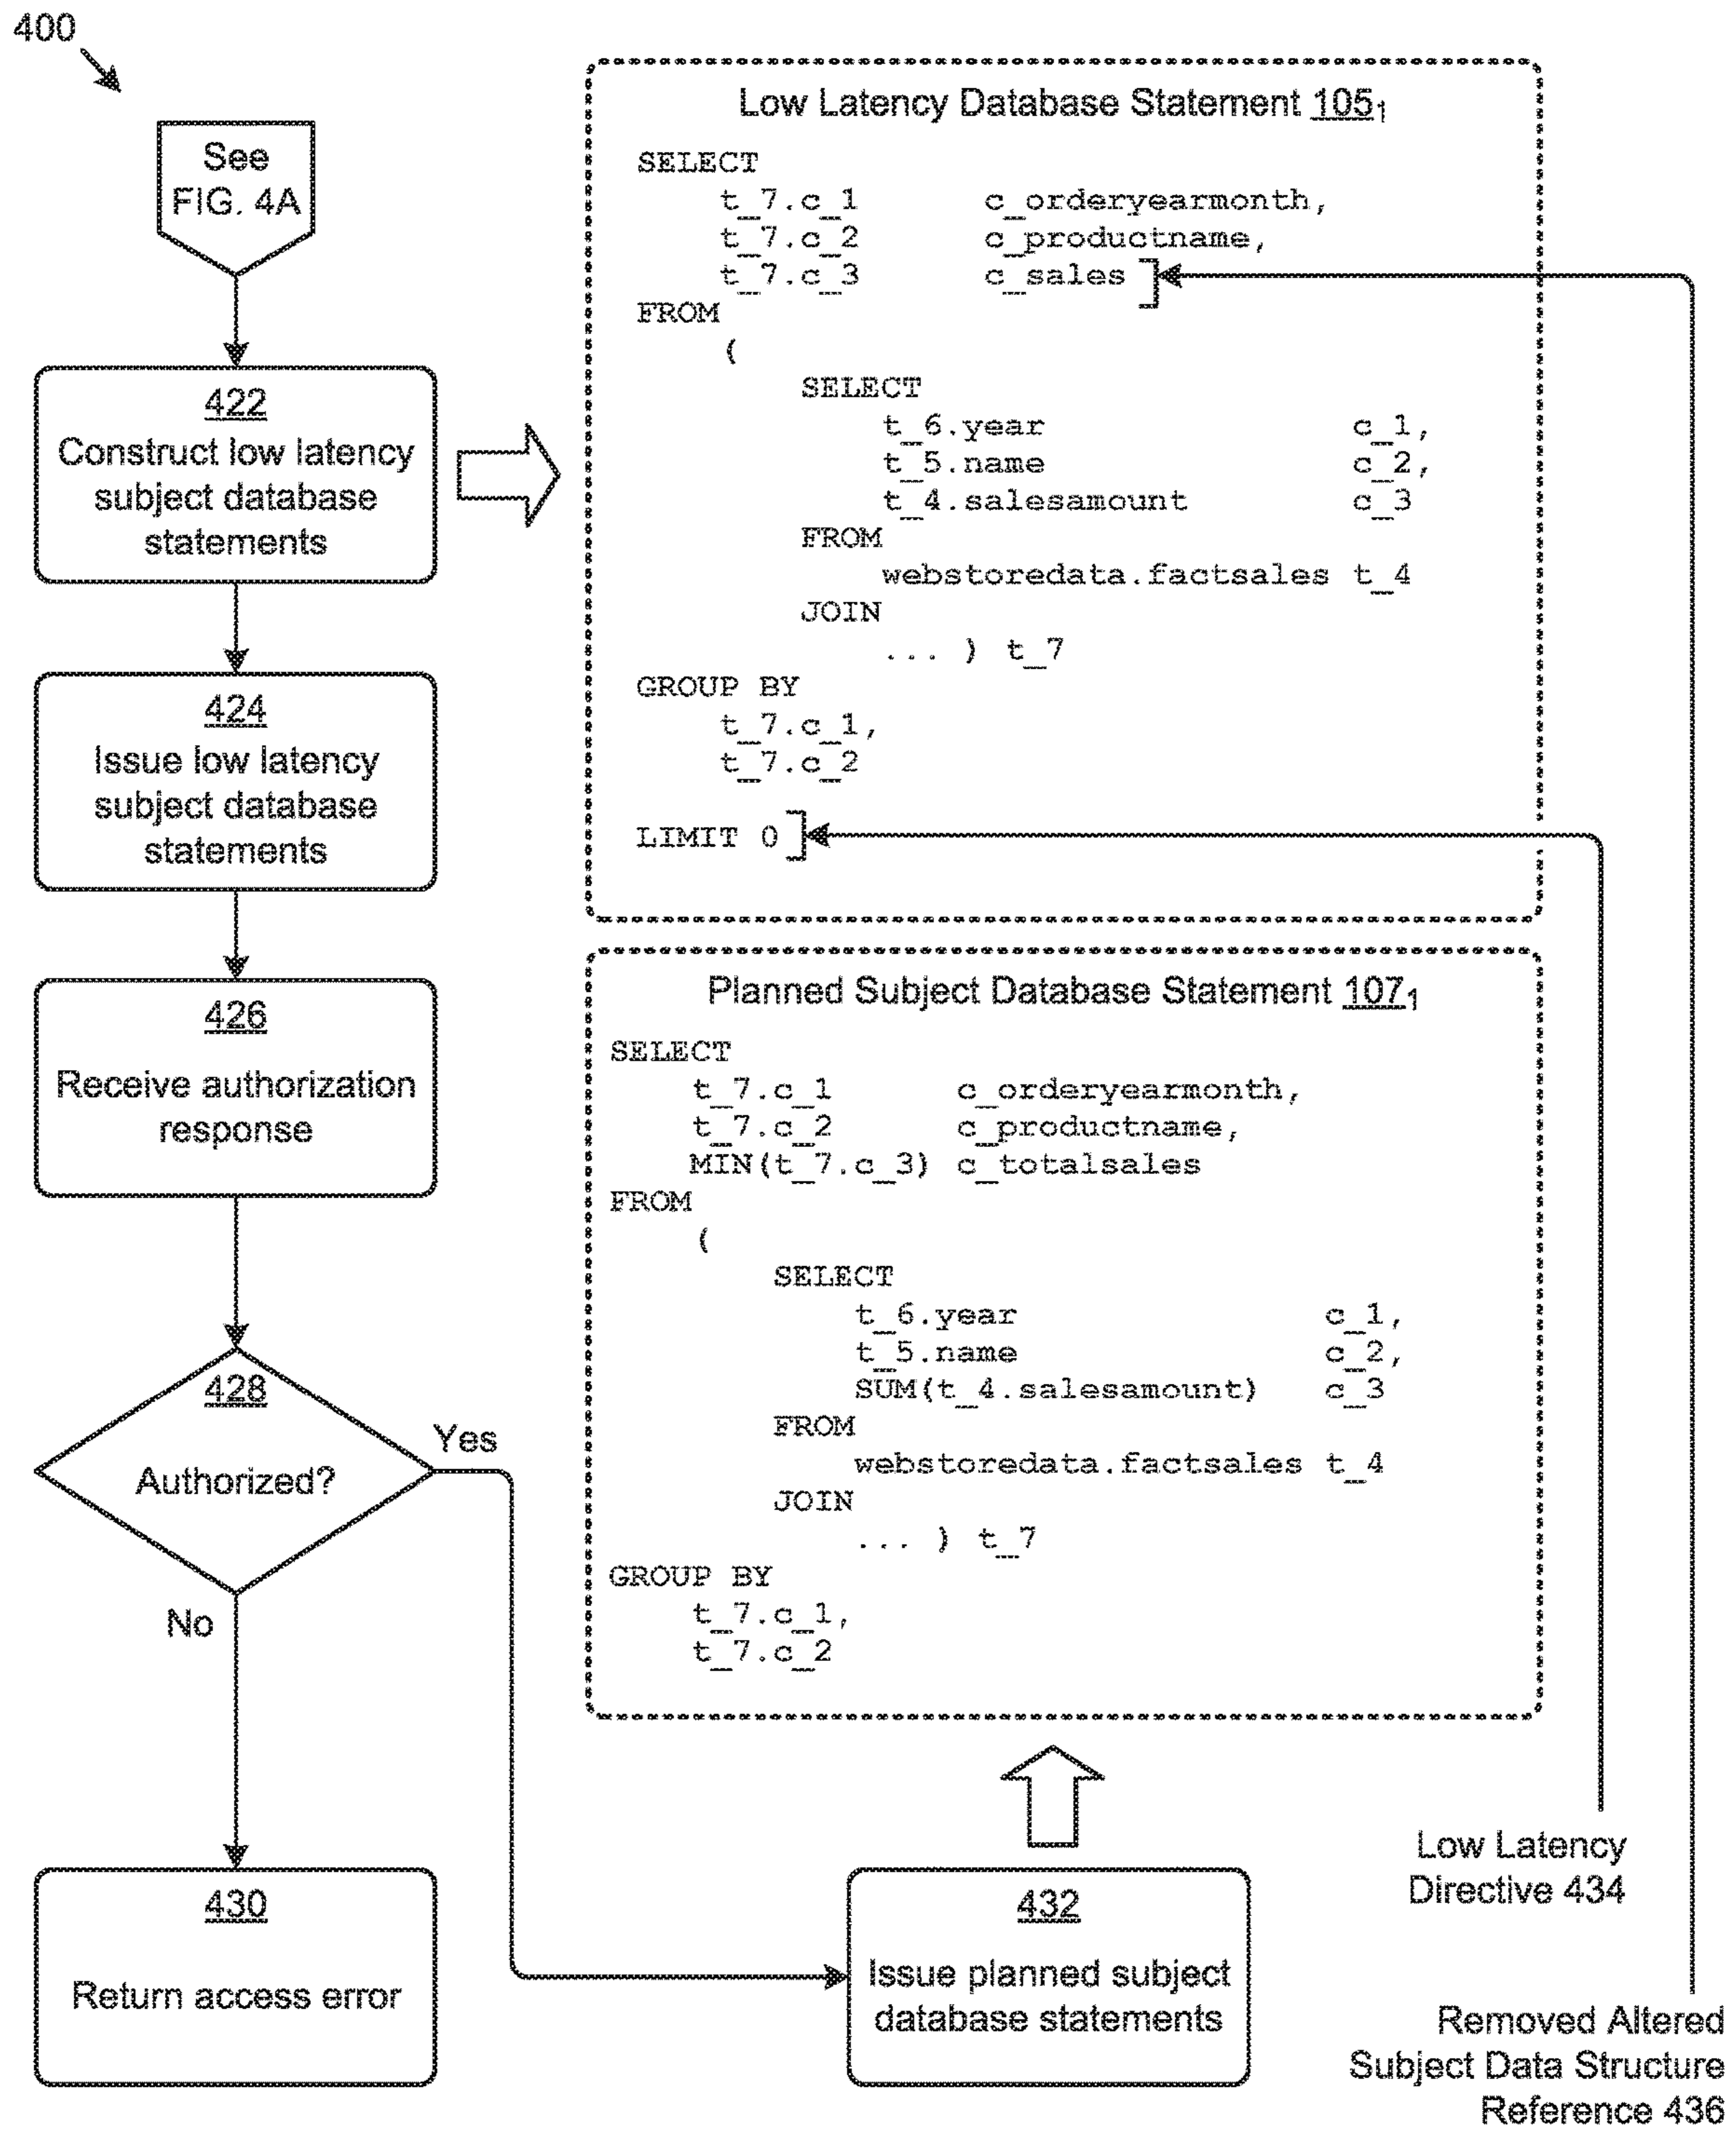 400
See
FIG. 4A
422
Construct low latency
subject database
statements
424
Issue low latency
subject database
statements
426
Receive authorization
response
428
Authorized?
Yes
No
430
Return access error
Low Latency Database Statement 105₁
SELECT
t_7.c_1 c_orderyearmonth,
t_7.c_2 c_productname,
t_7.c_3 c_sales
FROM
(
SELECT
t_6.year c_1,
t_5.name c_2,
t_4.salesamount c_3
FROM
webstoredata.factsales t_4
JOIN
... ) t_7
GROUP BY
t_7.c_1,
t_7.c_2
LIMIT 0
Planned Subject Database Statement 107₁
SELECT
t_7.c_1 c_orderyearmonth,
t_7.c_2 c_productname,
MIN(t_7.c_3) c_totalsales
FROM
(
SELECT
t_6.year c_1,
t_5.name c_2,
SUM(t_4.salesamount) c_3
FROM
webstoredata.factsales t_4
JOIN
... ) t_7
GROUP BY
t_7.c_1,
t_7.c_2
432
Issue planned subject
database statements
Low Latency
Directive 434
Removed Altered
Subject Data Structure
Reference 436